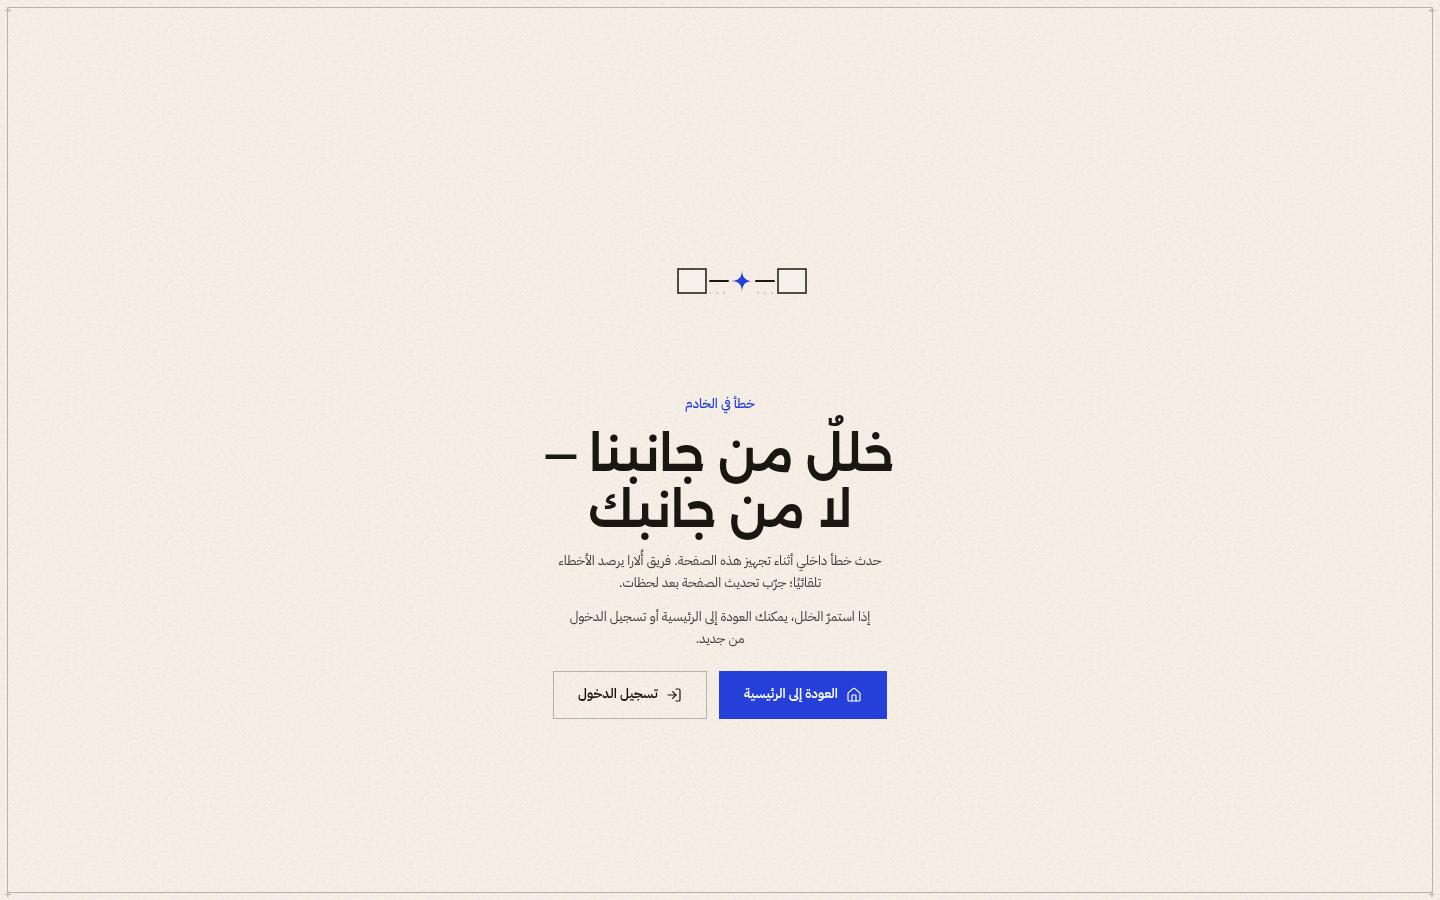 خطأ في الخادم
خللٌ من جانبنا —
لا من جانبك
حدث خطأ داخلي أثناء تجهيز هذه الصفحة. فريق ألارا يرصد الأخطاء
تلقائيًا؛ جرّب تحديث الصفحة بعد لحظات.
إذا استمرّ الخلل، يمكنك العودة إلى الرئيسية أو تسجيل الدخول
من جديد.
العودة إلى الرئيسية
تسجيل الدخول